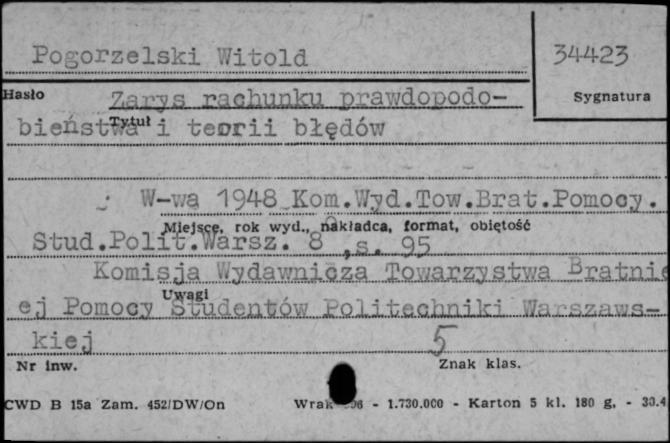 Pogorzelski Witold
34423
Hasło
Sygnatura
Zarys rachunku prawdopodo-
Tytuł
bieństwa i teorii błędów
W-wa 1948 Kom.Wyd.Tow.Brat.Pomocy.
Miejsce, rok wyd., nakładca, format, objętość
Stud.Polit.Warsz. 8°, s. 95
Komisja Wydawnicza Towarzystwa Bratnie
Uwagi
ej Pomocy Studentów Politechniki Warszaws-
kiej
5
Nr inw.
Znak klas.
CWD B 15a Zam. 452/DW/On
- 1.730.000 - Karton 5 kl. 180 g, - 30.4